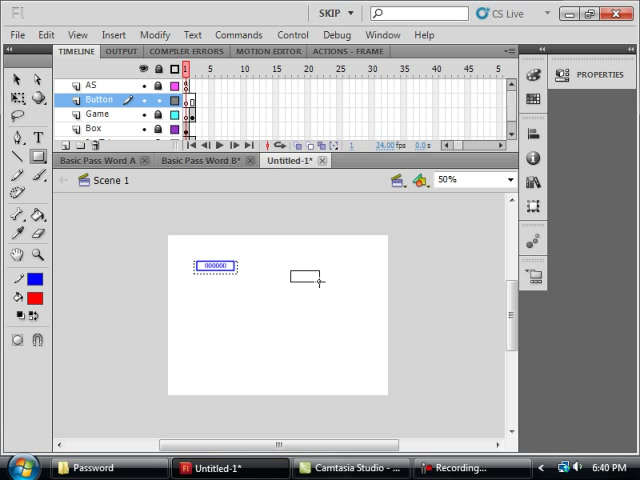 Fl SKIP CS Live
File Edit View Insert Modify Text Commands Control Debug Window Help
TIMELINE OUTPUT COMPILER ERRORS MOTION EDITOR ACTIONS - FRAME
PROPERTIES
1 5 10 15 20 25 30 35 40 45 5
AS
Button
Game
Box
1 24.00fps 0.0s
Basic Pass Word A Basic Pass Word B* Untitled-1*
Scene 1 50%
000000
T
Password Fl Untitled-1* Camtasia Studio - ... Recording... 6:40 PM